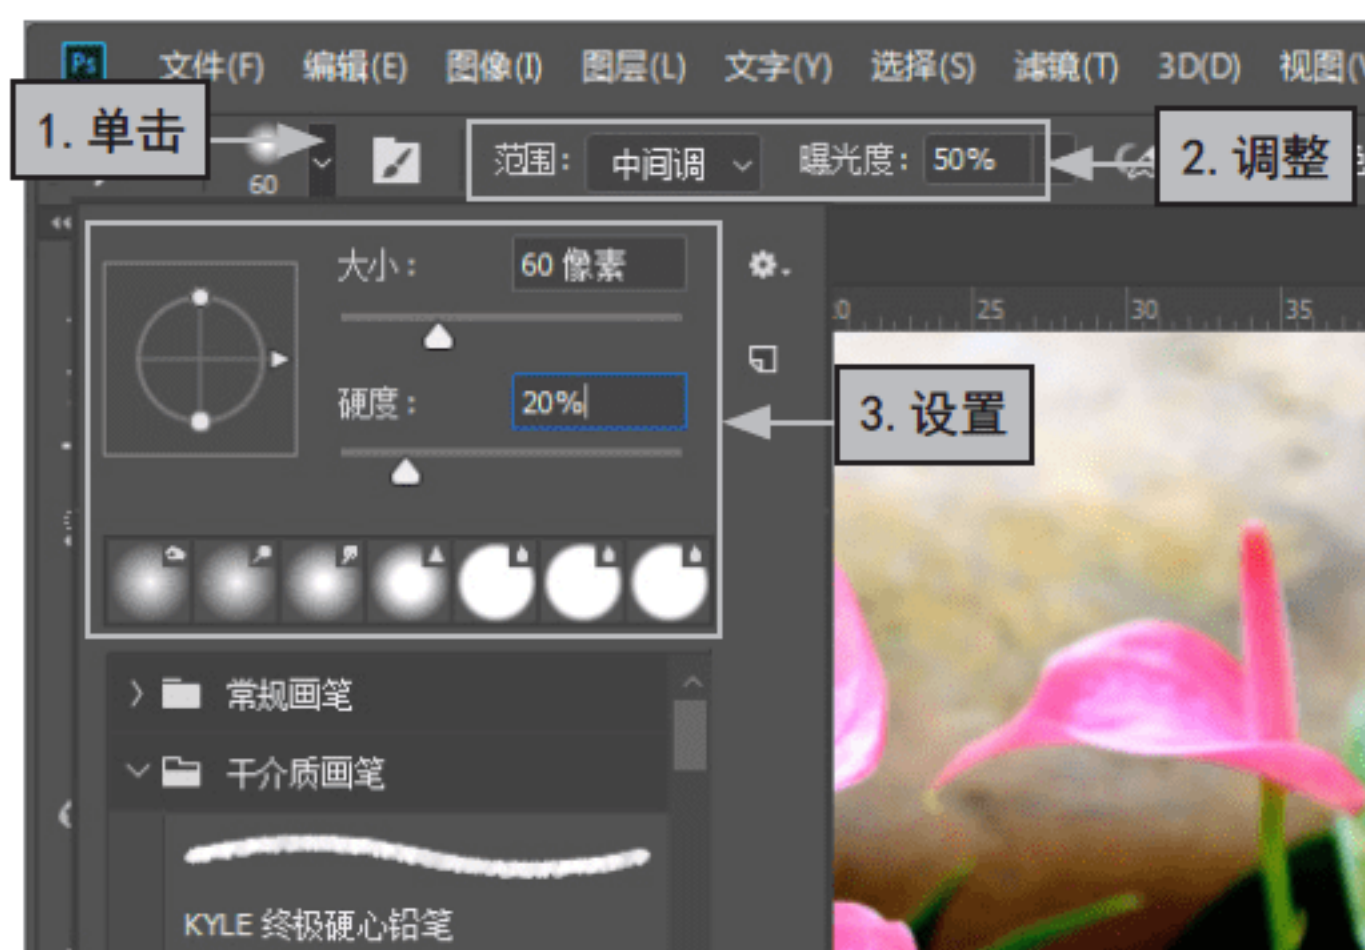 Ps 文件(F) 编辑(E) 图像(I) 图层(L) 文字(Y) 选择(S) 滤镜(T) 3D(D) 视图(V
1. 单击
60
范围: 中间调 曝光度: 50%
2. 调整
大小: 60 像素
25 30 35
硬度: 20%
3. 设置
常规画笔
干介质画笔
KYLE 终极硬心铅笔